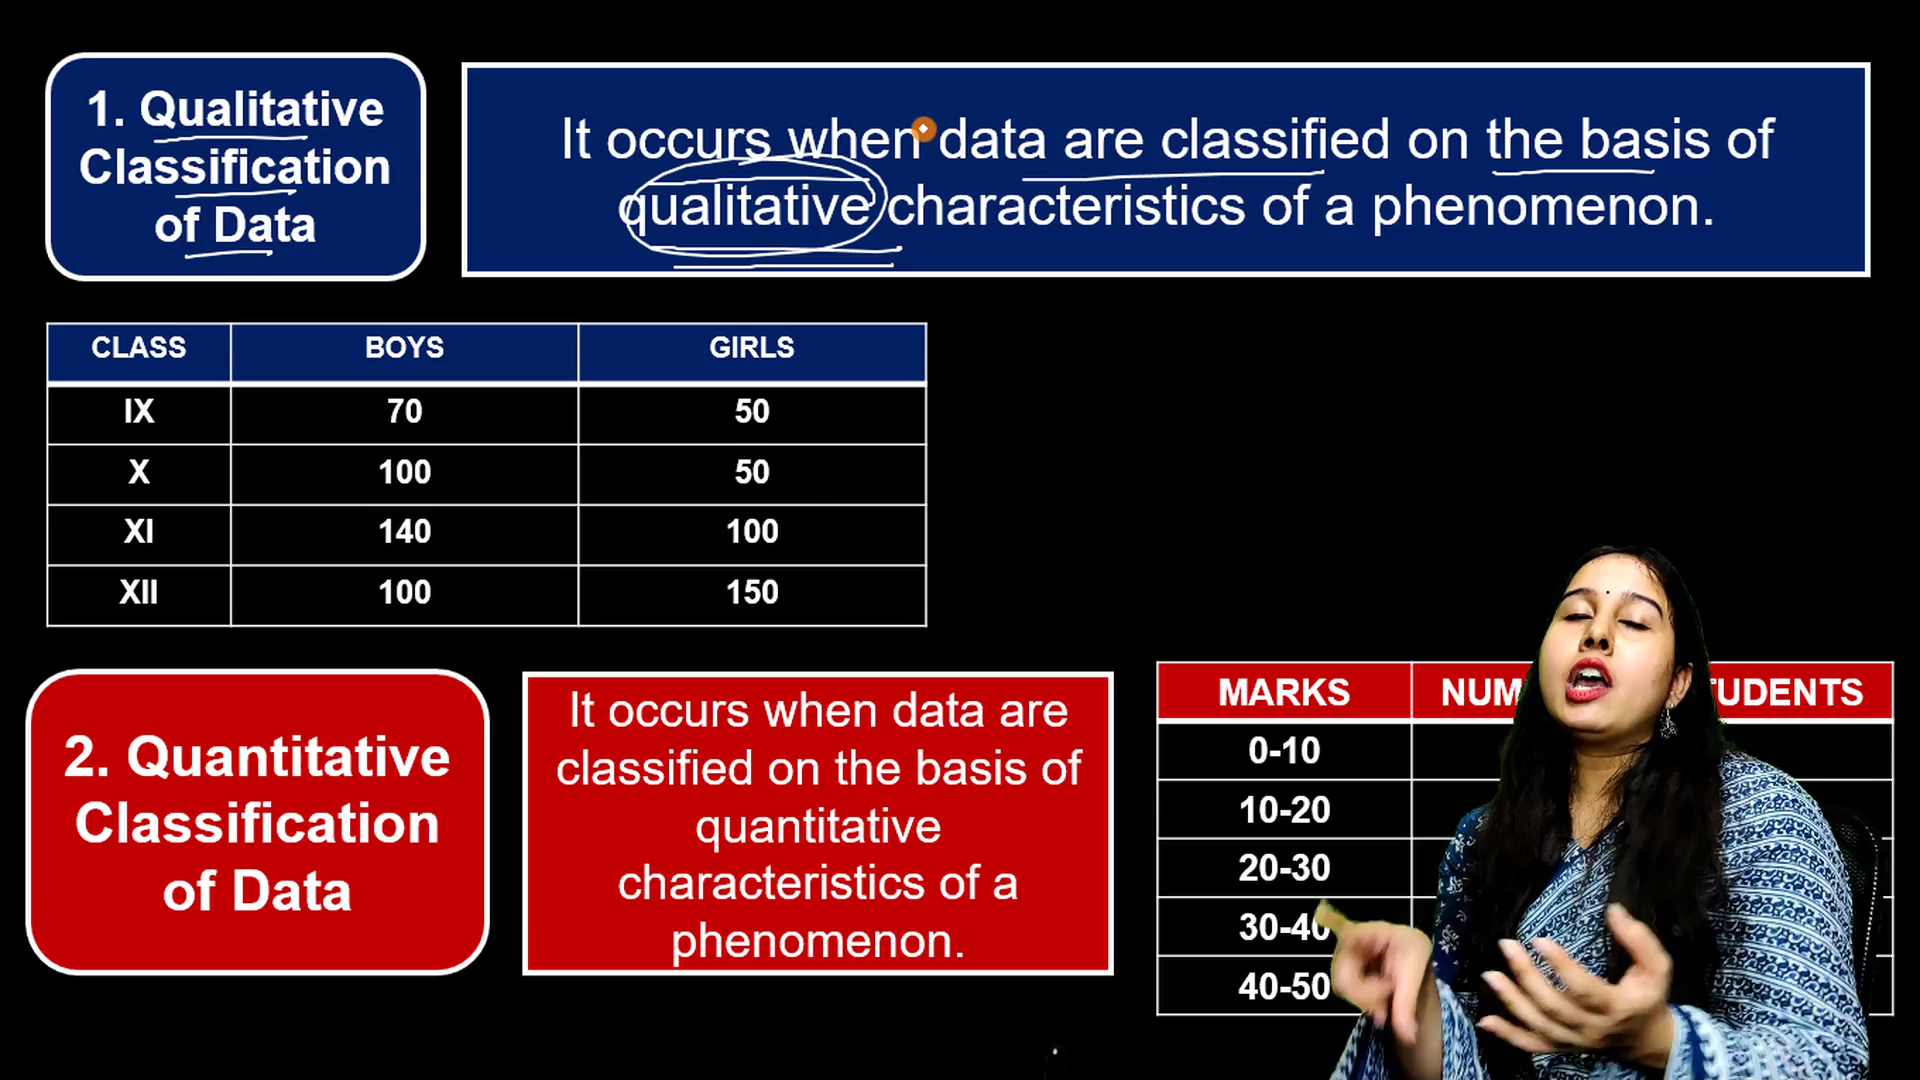 1. Qualitative
Classification
of Data
It occurs when data are classified on the basis of
qualitative characteristics of a phenomenon.
CLASS BOYS GIRLS
IX 70 50
X 100 50
XI 140 100
XII 100 150
2. Quantitative
Classification
of Data
It occurs when data are
classified on the basis of
quantitative
characteristics of a
phenomenon.
MARKS
0-10
10-20
20-30
30-40
40-50